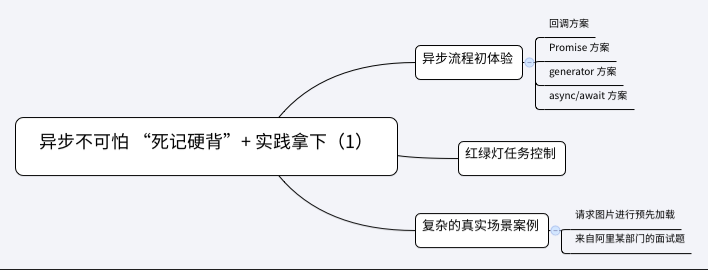 异步不可怕 “死记硬背” + 实践拿下（1）
异步流程初体验
回调方案
Promise 方案
generator 方案
async/await 方案
红绿灯任务控制
复杂的真实场景案例
请求图片进行预先加载
来自阿里某部门的面试题